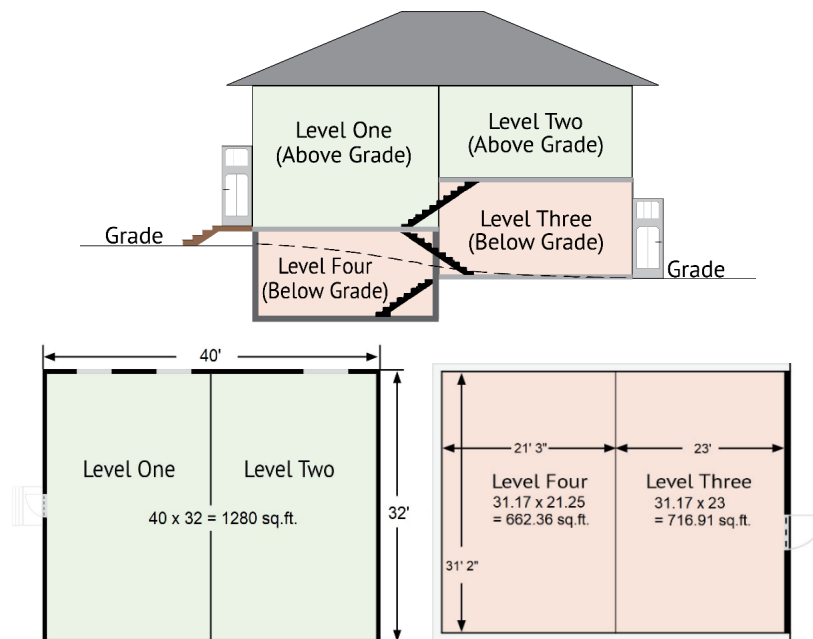 Level One
(Above Grade)
Level Two
(Above Grade)
Grade
Level Three
(Below Grade)
Level Four
(Below Grade)
Grade
40'
Level One
Level Two
40 x 32 = 1280 sq.ft.
32'
21' 3"
23'
Level Four
31.17 x 21.25
= 662.36 sq.ft.
Level Three
31.17 x 23
= 716.91 sq.ft.
31' 2"